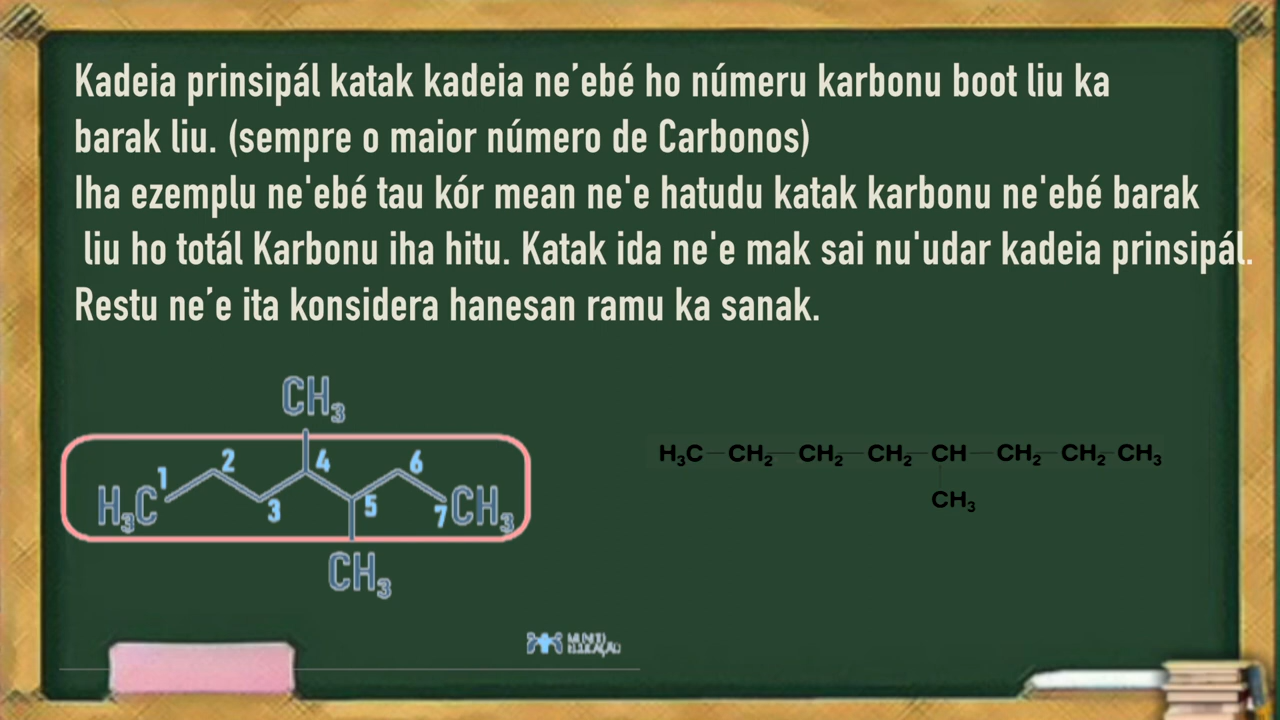 Kadeia prinsipál katak kadeia ne’ebé ho númeru karbonu boot liu ka
barak liu. (sempre o maior número de Carbonos)
Iha ezemplu ne'ebé tau kór mean ne'e hatudu katak karbonu ne'ebé barak
liu ho totál Karbonu iha hitu. Katak ida ne'e mak sai nu'udar kadeia prinsipál.
Restu ne’e ita konsidera hanesan ramu ka sanak.
CH₃
1 2 4 6
H₃C 3 5 7 CH₃
CH₃
H₃C CH₂ CH₂ CH₂ CH CH₂ CH₂ CH₃
CH₃
MUNDO
EDUCAÇÃO